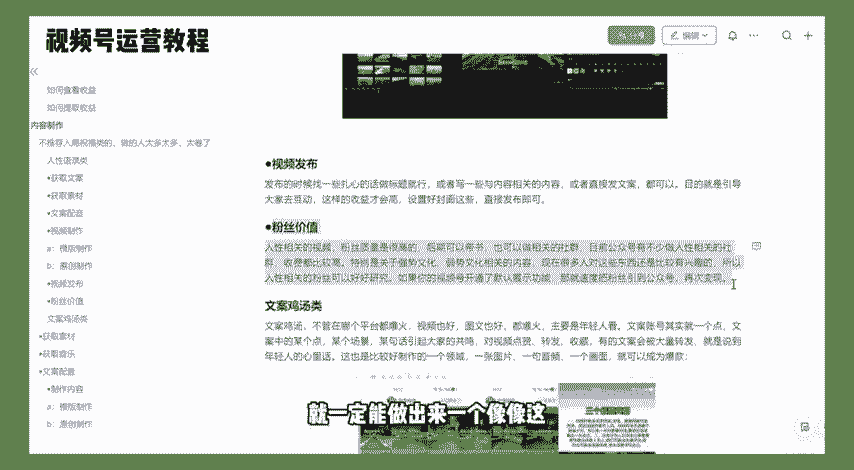 视频号运营教程
编辑
如何查看收益
如何提取收益
内容制作
不推荐入局祝福类的，做的人太多太多，太卷了
人性语录类
•获取文案
•获取素材
•文案配音
•视频制作
a：横版制作
b：原创制作
•视频发布
•粉丝价值
文案鸡汤类
•获取素材
•获取音乐
•文案配音
•制作内容
a：横版制作
b：原创制作
•视频发布
发布的时候找一些扎心的话做标题就行，或者写一些与内容相关的内容，或者直接发文案，都可以。目的就是引导
大家去互动，这样的收益才会高，设置好封面这些，直接发布即可。
•粉丝价值
人性相关的视频，粉丝质量是很高的，后期可以带书，也可以做相关的社群，目前公众号有不少做人性相关的社
群，收费都比较高。特别是关于强势文化，弱势文化相关的内容，现在很多人对这些东西还是比较有兴趣的，所以
人性相关的粉丝可以好好研究。如果你的视频号开通了默认展示功能，那就速度把粉丝引到公众号，再次变现。
文案鸡汤类
文案鸡汤，不管在哪个平台都爆火，视频也好，图文也好，都爆火，主要是年轻人看。文案账号其实就一个点，文
案中的某个点，某个场景，某句话引起大家的共鸣，对视频点赞、转发、收藏，有的文案会被大量转发，就是说到
年轻人的心里话。这也是比较好制作的一个领域，一张图片、一句音频、一个画面，就可以成为爆款：
就一定能做出来一个像像这